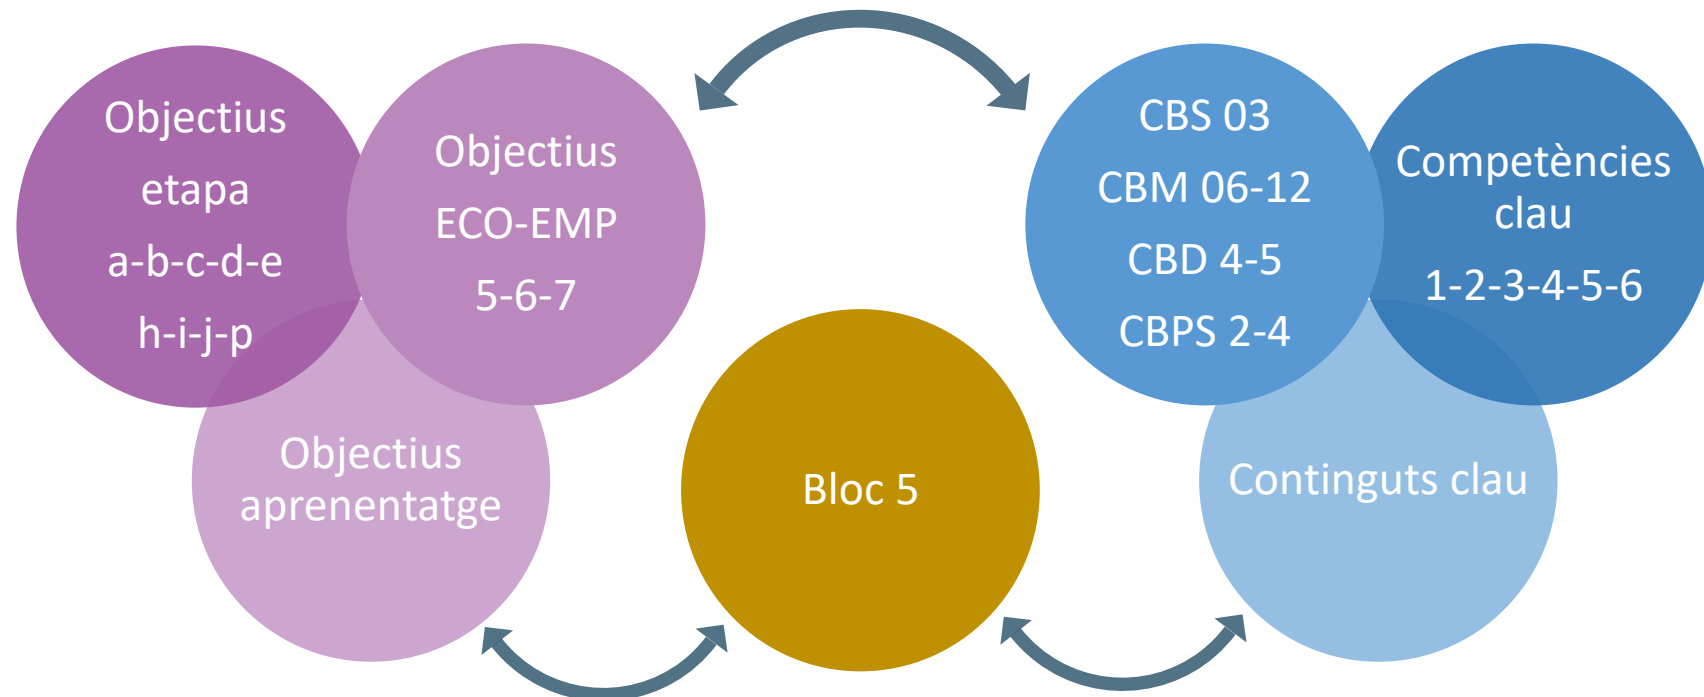 Objectius
etapa
a-b-c-d-e
h-i-j-p
Objectius
ECO-EMP
5-6-7
Objectius
aprenentatge
Bloc 5
CBS 03
CBM 06-12
CBD 4-5
CBPS 2-4
Competències
clau
1-2-3-4-5-6
Continguts clau